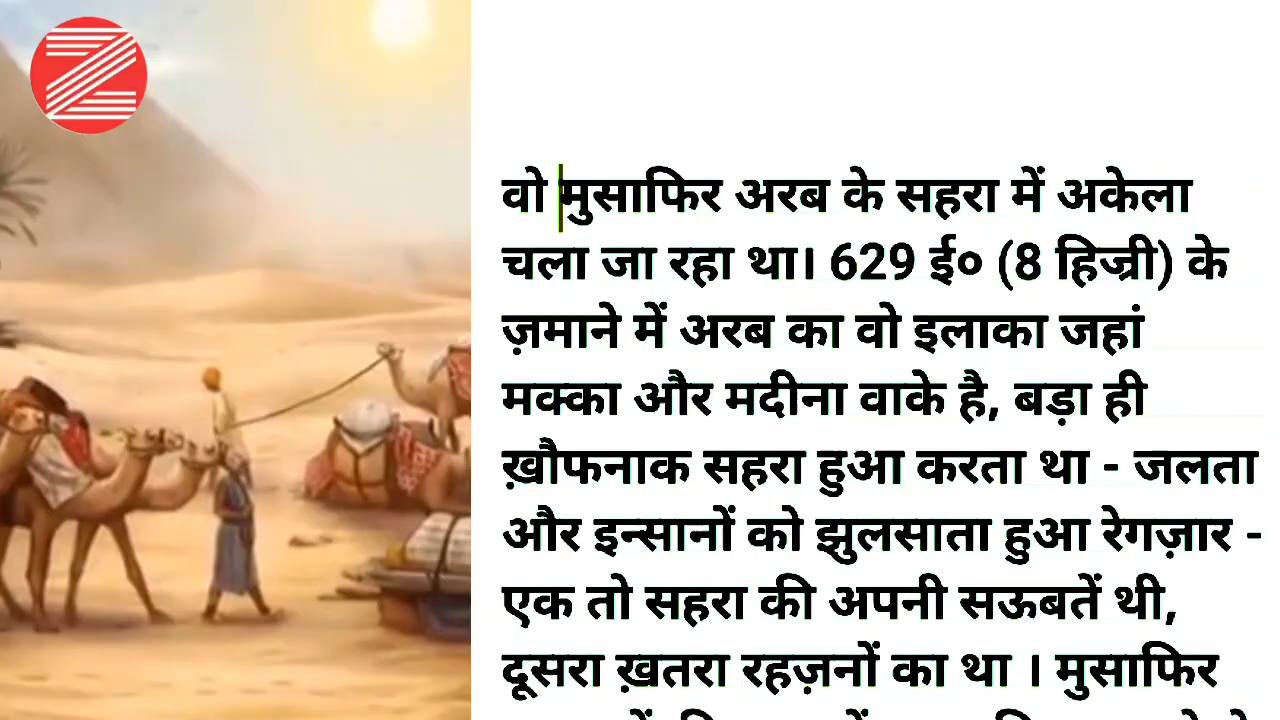 वो मुसाफिर अरब के सहरा में अकेला
चला जा रहा था। 629 ई० (8 हिज्री) के
ज़माने में अरब का वो इलाका जहां
मक्का और मदीना वाके है, बड़ा ही
ख़ौफनाक सहरा हुआ करता था - जलता
और इन्सानों को झुलसाता हुआ रेगज़ार -
एक तो सहरा की अपनी सऊबतें थी,
दूसरा ख़तरा रहज़नों का था । मुसाफिर